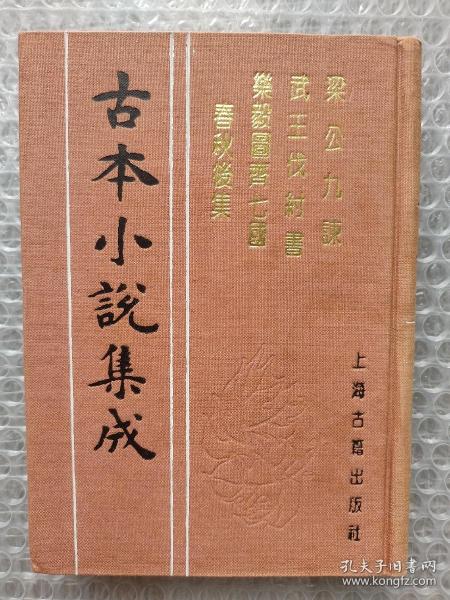 古本小說集成
梁公九諫
武王伐紂書
樂毅圖齊七國
春秋後集
上海古籍出版社
孔夫子旧书网
www.kongfz.com